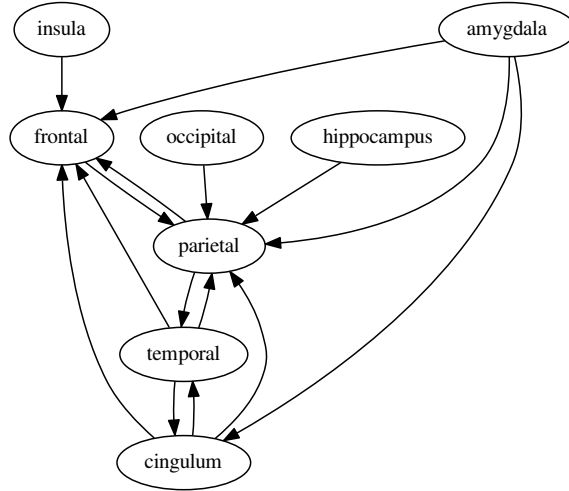 insula
amygdala
frontal
occipital
hippocampus
parietal
temporal
cingulum